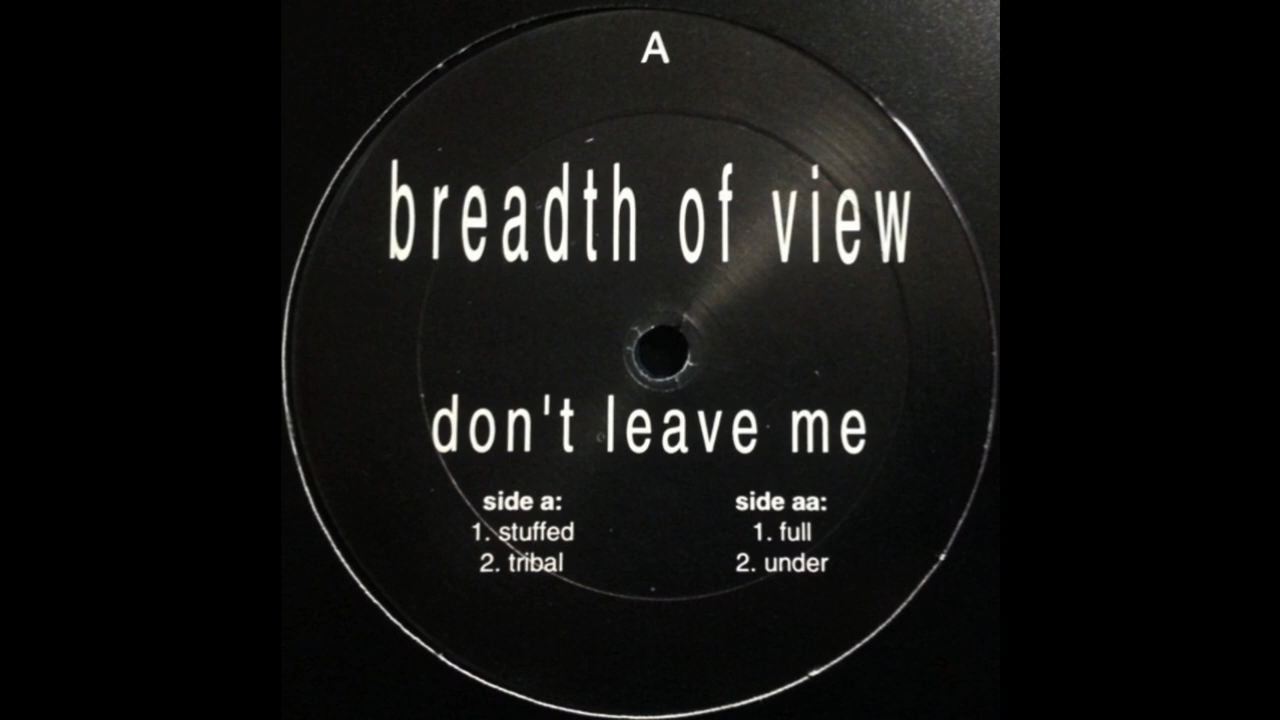 A
breadth of view
don't leave me
side a:
1. stuffed
2. tribal
side aa:
1. full
2. under